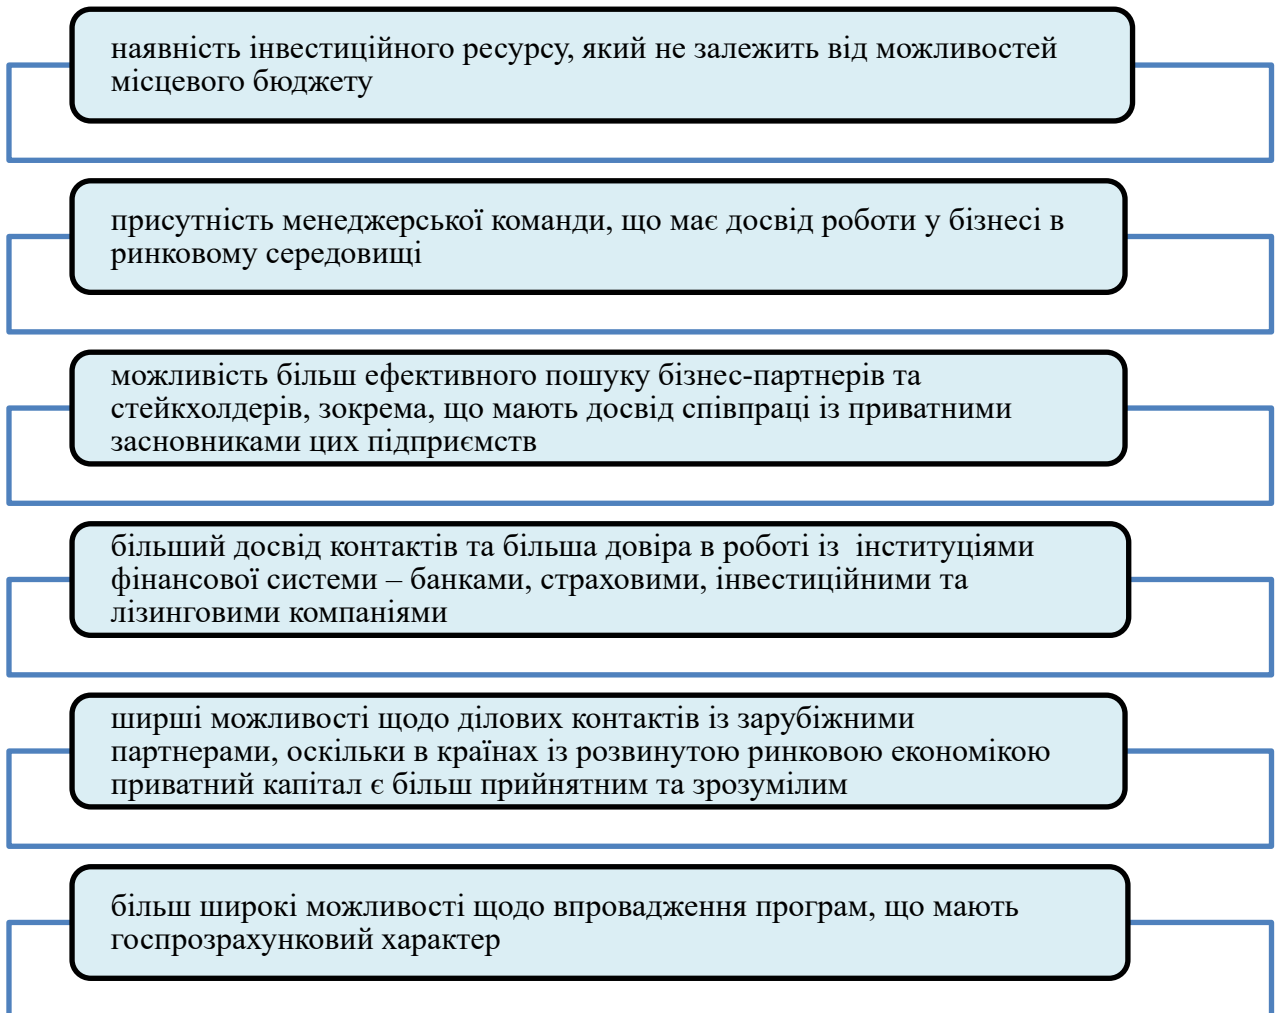 наявність інвестиційного ресурсу, який не залежить від можливостей
місцевого бюджету
присутність менеджерської команди, що має досвід роботи у бізнесі в
ринковому середовищі
можливість більш ефективного пошуку бізнес-партнерів та
стейкхолдерів, зокрема, що мають досвід співпраці із приватними
засновниками цих підприємств
більший досвід контактів та більша довіра в роботі із  інституціями
фінансової системи – банками, страховими, інвестиційними та
лізинговими компаніями
ширші можливості щодо ділових контактів із зарубіжними
партнерами, оскільки в країнах із розвинутою ринковою економікою
приватний капітал є більш прийнятним та зрозумілим
більш широкі можливості щодо впровадження програм, що мають
госпрозрахунковий характер